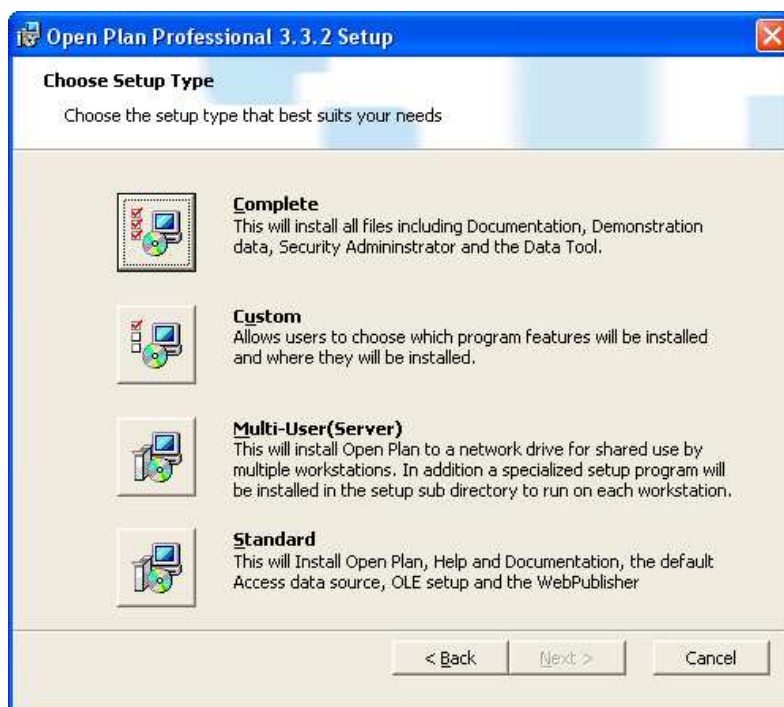 Open Plan Professional 3.3.2 Setup
Choose Setup Type
Choose the setup type that best suits your needs
Complete
This will install all files including Documentation, Demonstration
data, Security Admininstrator and the Data Tool.
Custom
Allows users to choose which program features will be installed
and where they will be installed.
Multi-User(Server)
This will install Open Plan to a network drive for shared use by
multiple workstations. In addition a specialized setup program will
be installed in the setup sub directory to run on each workstation.
Standard
This will Install Open Plan, Help and Documentation, the default
Access data source, OLE setup and the WebPublisher
< Back
Next >
Cancel